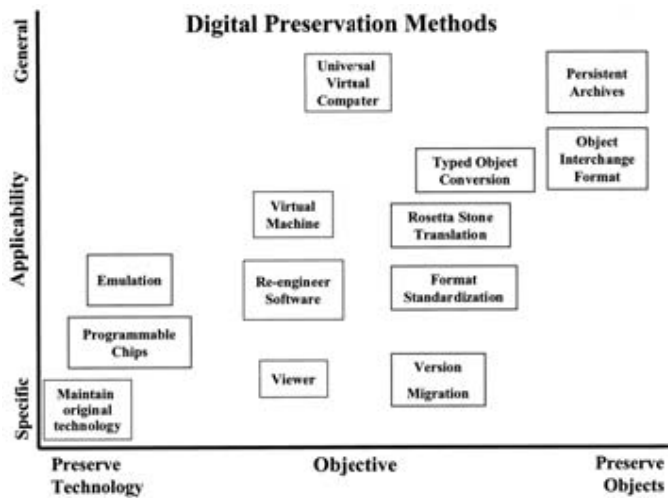 Digital Preservation Methods
General
Applicability
Specific
Universal
Virtual
Computer
Persistent
Archives
Object
Interchange
Format
Typed Object
Conversion
Virtual
Machine
Rosetta Stone
Translation
Emulation
Re-engineer
Software
Format
Standardization
Programmable
Chips
Viewer
Version
Migration
Maintain
original
technology
Preserve
Technology
Objective
Preserve
Objects